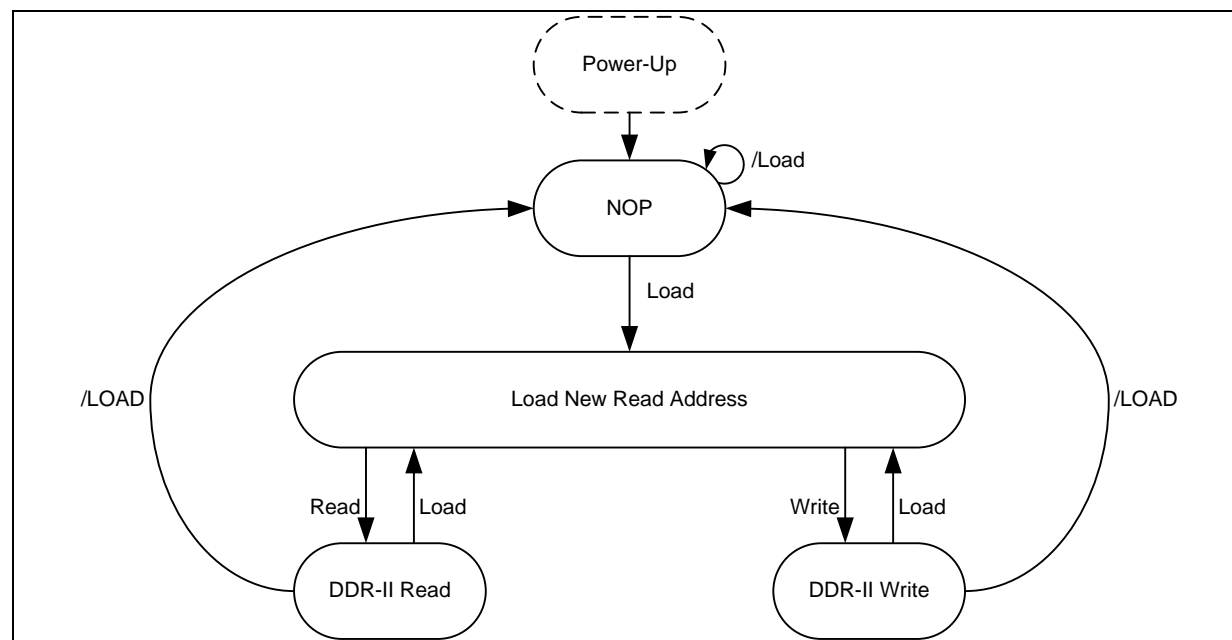 Power-Up
/Load
NOP
Load
/LOAD
Load New Read Address
/LOAD
Read
Load
Write
Load
DDR-II Read
DDR-II Write